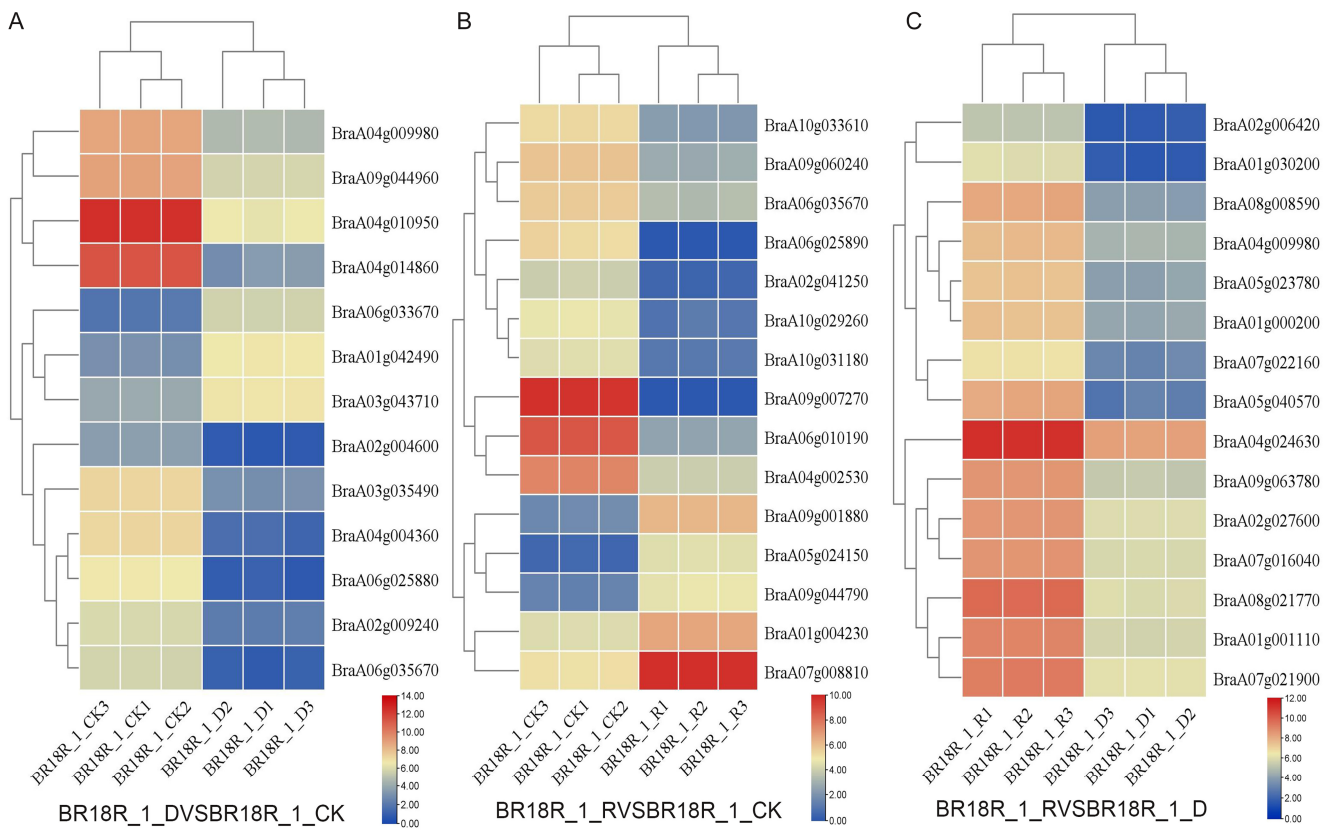 A
BraA04g009980
BraA09g044960
BraA04g010950
BraA04g014860
BraA06g033670
BraA01g042490
BraA03g043710
BraA02g004600
BraA03g035490
BraA04g004360
BraA06g025880
BraA02g009240
BraA06g035670
BR18R_1_CK3
BR18R_1_CK1
BR18R_1_CK2
BR18R_1_D2
BR18R_1_D1
BR18R_1_D3
14.00
12.00
10.00
8.00
6.00
4.00
2.00
0.00
BR18R_1_DVSBR18R_1_CK
B
BraA10g033610
BraA09g060240
BraA06g035670
BraA06g025890
BraA02g041250
BraA10g029260
BraA10g031180
BraA09g007270
BraA06g010190
BraA04g002530
BraA09g001880
BraA05g024150
BraA09g044790
BraA01g004230
BraA07g008810
BR18R_1_CK3
BR18R_1_CK1
BR18R_1_CK2
BR18R_1_R1
BR18R_1_R2
BR18R_1_R3
10.00
8.00
6.00
4.00
2.00
0.00
BR18R_1_RVSBR18R_1_CK
C
BraA02g006420
BraA01g030200
BraA08g008590
BraA04g009980
BraA05g023780
BraA01g000200
BraA07g022160
BraA05g040570
BraA04g024630
BraA09g063780
BraA02g027600
BraA07g016040
BraA08g021770
BraA01g001110
BraA07g021900
BR18R_1_R1
BR18R_1_R2
BR18R_1_R3
BR18R_1_D3
BR18R_1_D1
BR18R_1_D2
12.00
10.00
8.00
6.00
4.00
2.00
0.00
BR18R_1_RVSBR18R_1_D